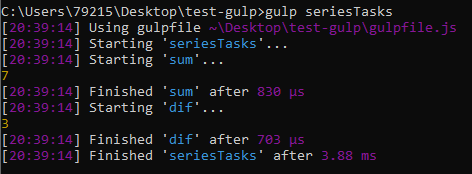 C:\Users\79215\Desktop\test-gulp>gulp seriesTasks
[20:39:14] Using gulpfile ~\Desktop\test-gulp\gulpfile.js
[20:39:14] Starting 'seriesTasks'...
[20:39:14] Starting 'sum'...
7
[20:39:14] Finished 'sum' after 830 μs
[20:39:14] Starting 'dif'...
3
[20:39:14] Finished 'dif' after 703 μs
[20:39:14] Finished 'seriesTasks' after 3.88 ms